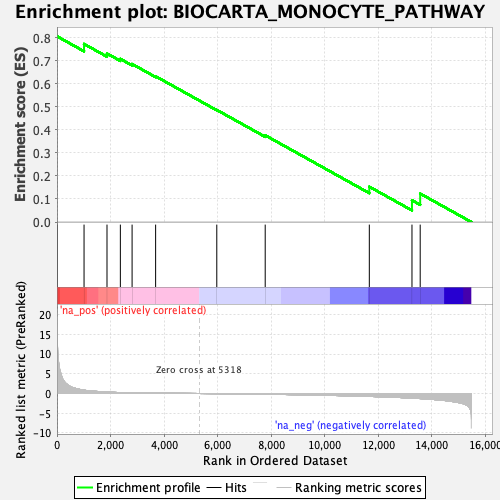 Enrichment plot: BIOCARTA_MONOCYTE_PATHWAY
Enrichment score (ES)
0.8
0.7
0.6
0.5
0.4
0.3
0.2
0.1
0.0
'na_pos' (positively correlated)
Ranked list metric (PreRanked)
20
15
10
5
0
-5
-10
Zero cross at 5318
'na_neg' (negatively correlated)
0 2,000 4,000 6,000 8,000 10,000 12,000 14,000 16,000
Rank in Ordered Dataset
Enrichment profile Hits Ranking metric scores